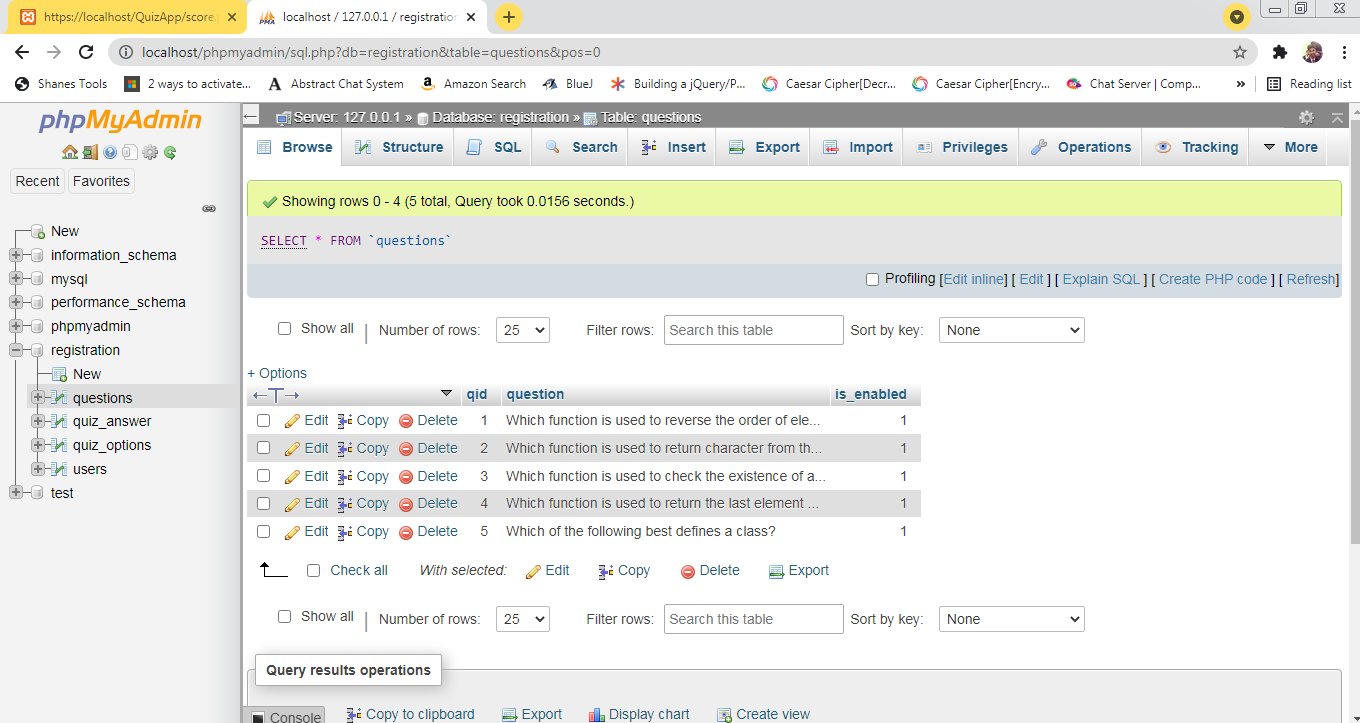 https://localhost/QuizApp/score.
localhost / 127.0.0.1 / registration
localhost/phpmyadmin/sql.php?db=registration&table=questions&pos=0
Shanes Tools 2 ways to activate... Abstract Chat System Amazon Search BlueJ Building a jQuery/P... Caesar Cipher[Decr... Caesar Cipher[Encry... Chat Server | Comp... » Reading list
phpMyAdmin
Recent Favorites
New
information_schema
mysql
performance_schema
phpmyadmin
registration
New
questions
quiz_answer
quiz_options
users
test
Server: 127.0.0.1 » Database: registration » Table: questions
Browse Structure SQL Search Insert Export Import Privileges Operations Tracking More
Showing rows 0 - 4 (5 total, Query took 0.0156 seconds.)
SELECT * FROM `questions`
Profiling [Edit inline] [ Edit ] [ Explain SQL ] [ Create PHP code ] [ Refresh]
Show all | Number of rows: 25 Filter rows: Search this table Sort by key: None
+ Options
←T→ qid question is_enabled
Edit Copy Delete 1 Which function is used to reverse the order of ele... 1
Edit Copy Delete 2 Which function is used to return character from th... 1
Edit Copy Delete 3 Which function is used to check the existence of a... 1
Edit Copy Delete 4 Which function is used to return the last element ... 1
Edit Copy Delete 5 Which of the following best defines a class? 1
Check all With selected: Edit Copy Delete Export
Show all | Number of rows: 25 Filter rows: Search this table Sort by key: None
Query results operations
Console Copy to clipboard Export Display chart Create view